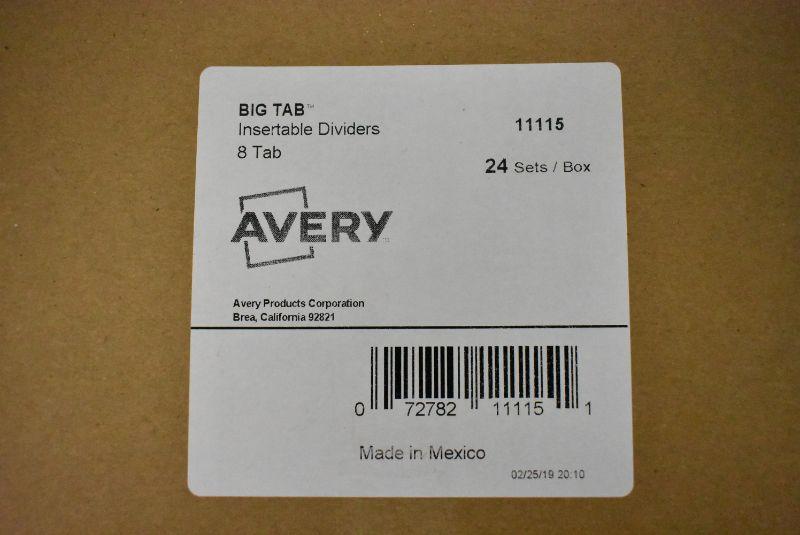 BIG TAB™
Insertable Dividers
8 Tab
11115
24 Sets / Box
AVERY™
Avery Products Corporation
Brea, California 92821
0 72782 11115 1
Made in Mexico
02/25/19 20:10